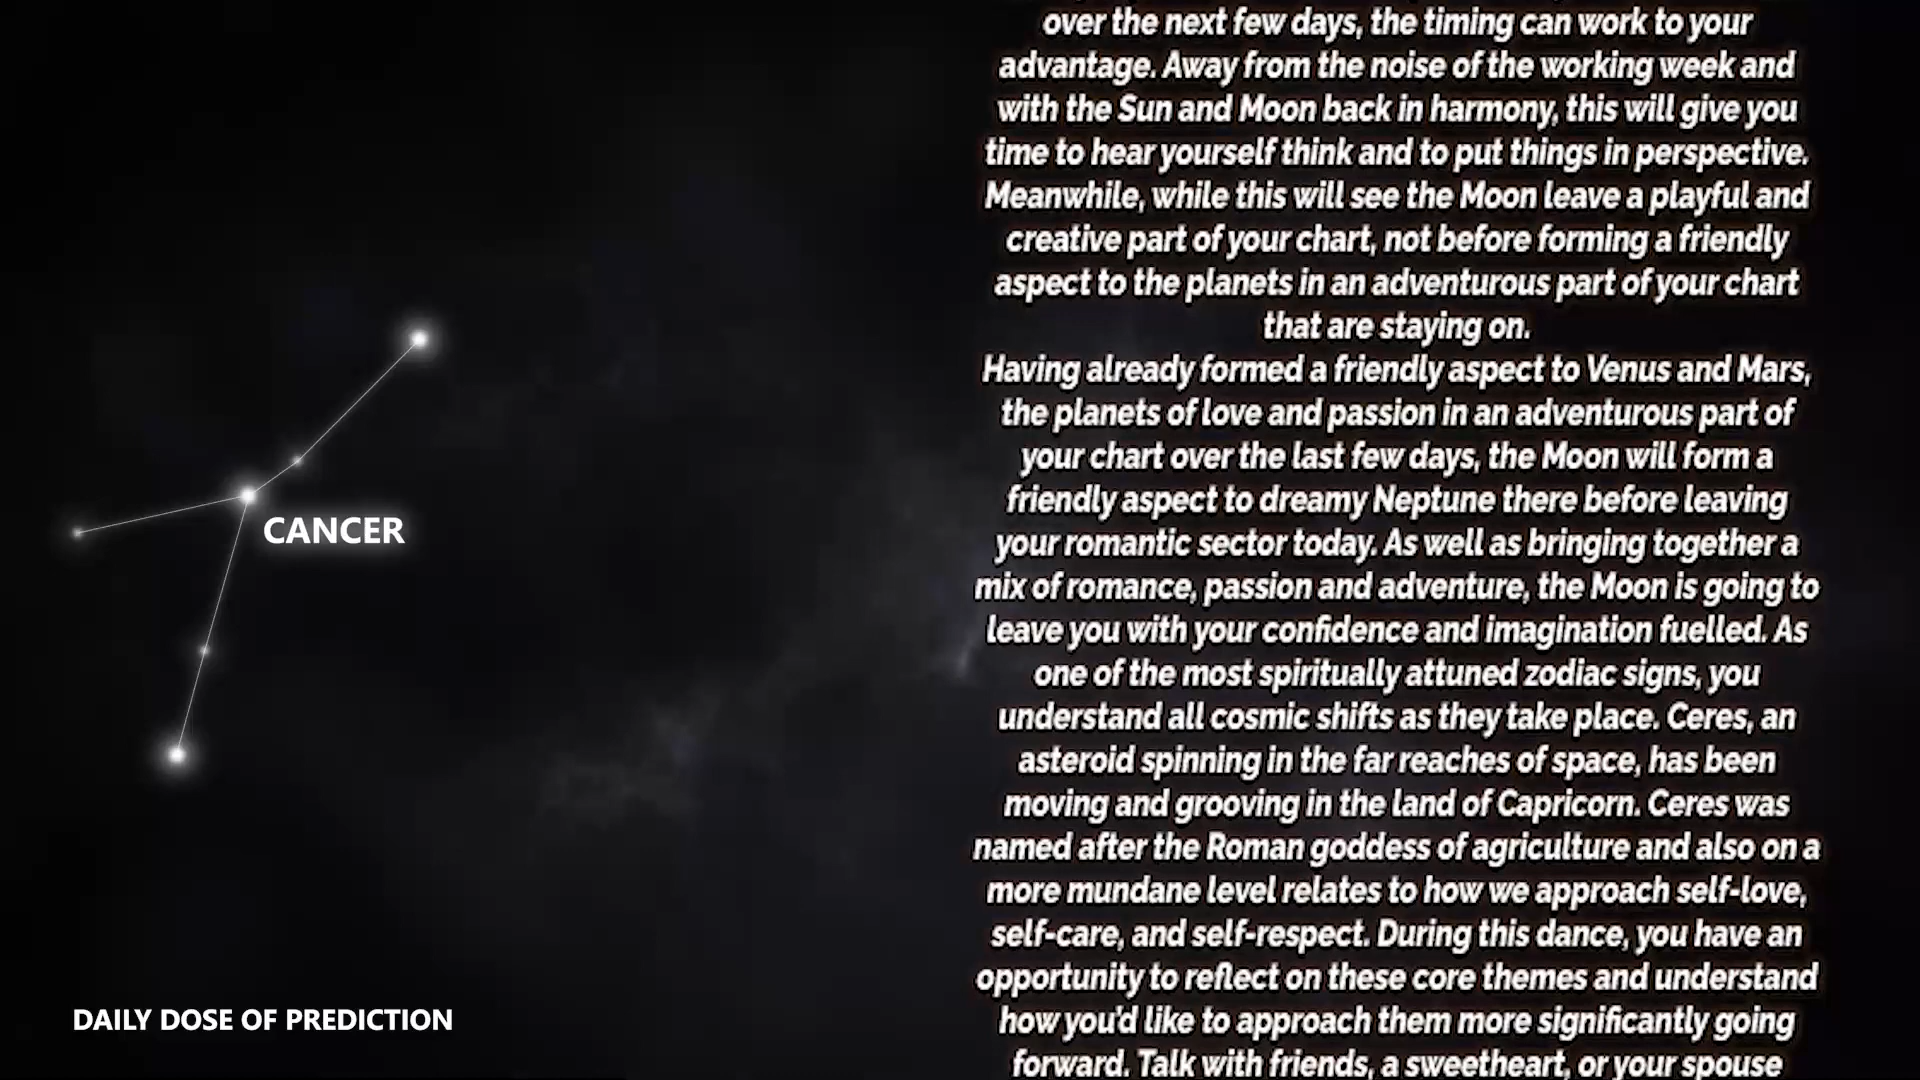 over the next few days, the timing can work to your
advantage. Away from the noise of the working week and
with the Sun and Moon back in harmony, this will give you
time to hear yourself think and to put things in perspective.
Meanwhile, while this will see the Moon leave a playful and
creative part of your chart, not before forming a friendly
aspect to the planets in an adventurous part of your chart
that are staying on.
Having already formed a friendly aspect to Venus and Mars,
the planets of love and passion in an adventurous part of
your chart over the last few days, the Moon will form a
friendly aspect to dreamy Neptune there before leaving
your romantic sector today. As well as bringing together a
mix of romance, passion and adventure, the Moon is going to
leave you with your confidence and imagination fuelled. As
one of the most spiritually attuned zodiac signs, you
understand all cosmic shifts as they take place. Ceres, an
asteroid spinning in the far reaches of space, has been
moving and grooving in the land of Capricorn. Ceres was
named after the Roman goddess of agriculture and also on a
more mundane level relates to how we approach self-love,
self-care, and self-respect. During this dance, you have an
opportunity to reflect on these core themes and understand
how you'd like to approach them more significantly going
forward. Talk with friends, a sweetheart, or your spouse
CANCER
DAILY DOSE OF PREDICTION